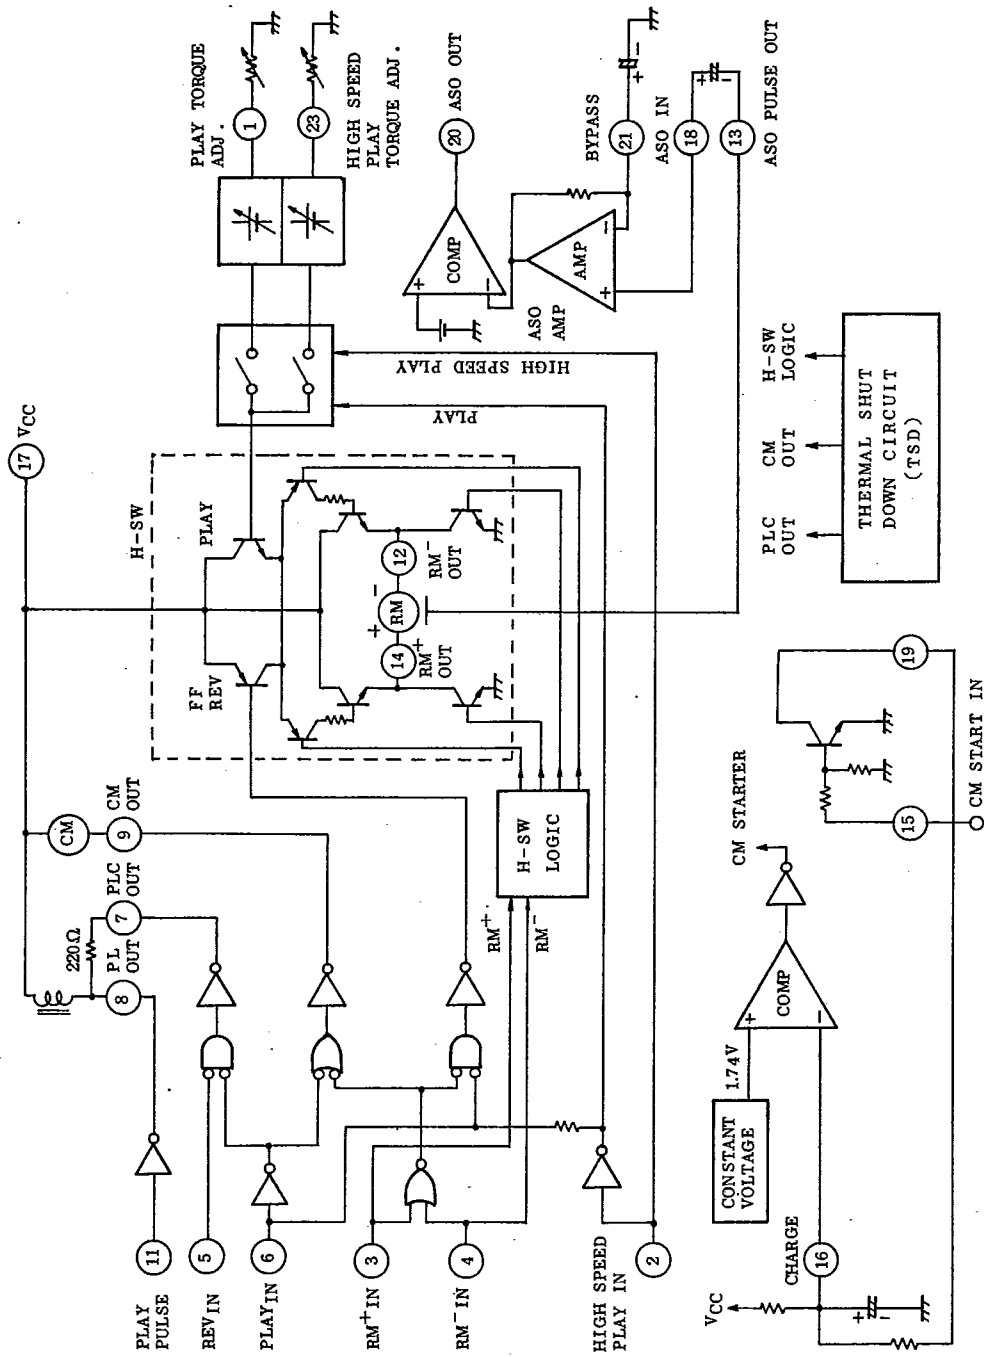 PLAY
PULSE
11
REV IN
5
PLAY IN
6
RM+ IN
3
RM- IN
4
HIGH SPEED
PLAY IN
2
220Ω
8
PL
OUT
7
PLC
OUT
CM
9
CM
OUT
17
VCC
H-SW
FF
REV
PLAY
+
-
14
RM
12
RM+
OUT
RM-
OUT
RM+
RM-
H-SW
LOGIC
PLAY
HIGH SPEED PLAY
PLAY TORQUE
ADJ.
1
23
HIGH SPEED
PLAY
TORQUE ADJ.
20
ASO OUT
+
-
COMP
ASO
AMP
+
-
AMP
BYPASS
21
+
-
ASO IN
18
+
-
13
ASO PULSE OUT
PLC
OUT
CM
OUT
H-SW
LOGIC
THERMAL SHUT
DOWN CIRCUIT
(TSD)
VCC
CHARGE
16
+
-
CONSTANT
VOLTAGE
1.74V
+
-
COMP
CM STARTER
15
19
CM START IN